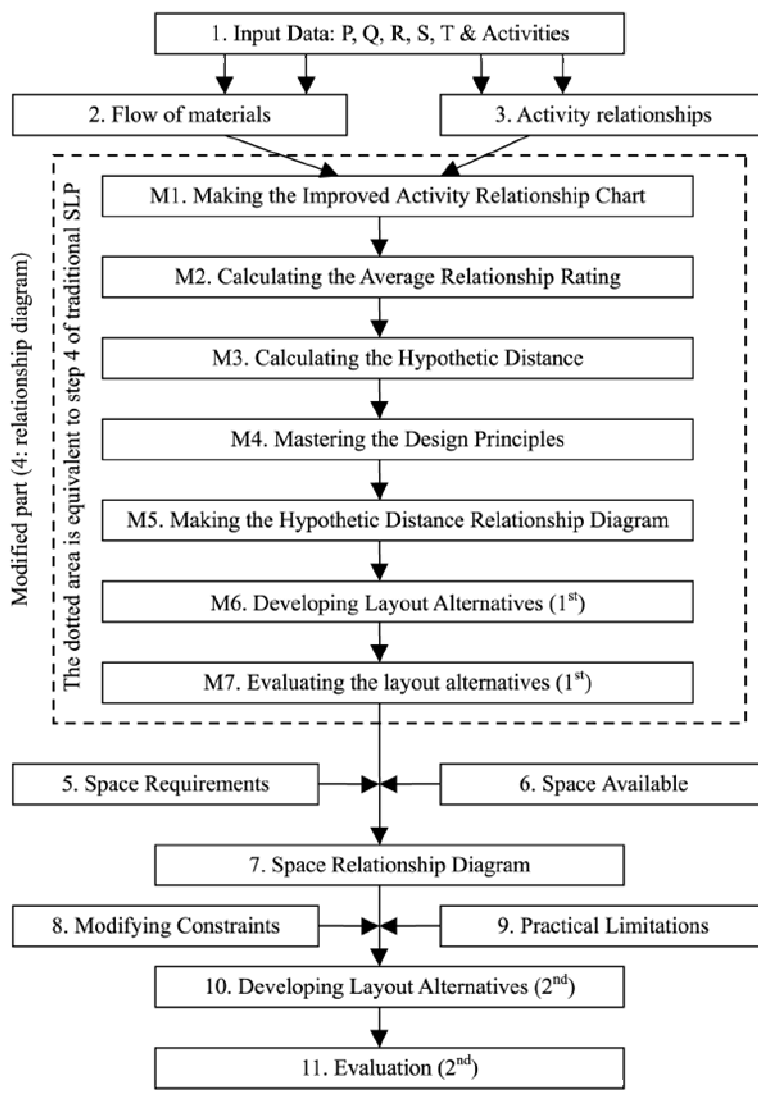 1. Input Data: P, Q, R, S, T & Activities
2. Flow of materials
3. Activity relationships
Modified part (4: relationship diagram)
The dotted area is equivalent to step 4 of traditional SLP
M1. Making the Improved Activity Relationship Chart
M2. Calculating the Average Relationship Rating
M3. Calculating the Hypothetic Distance
M4. Mastering the Design Principles
M5. Making the Hypothetic Distance Relationship Diagram
M6. Developing Layout Alternatives (1st)
M7. Evaluating the layout alternatives (1st)
5. Space Requirements
6. Space Available
7. Space Relationship Diagram
8. Modifying Constraints
9. Practical Limitations
10. Developing Layout Alternatives (2nd)
11. Evaluation (2nd)